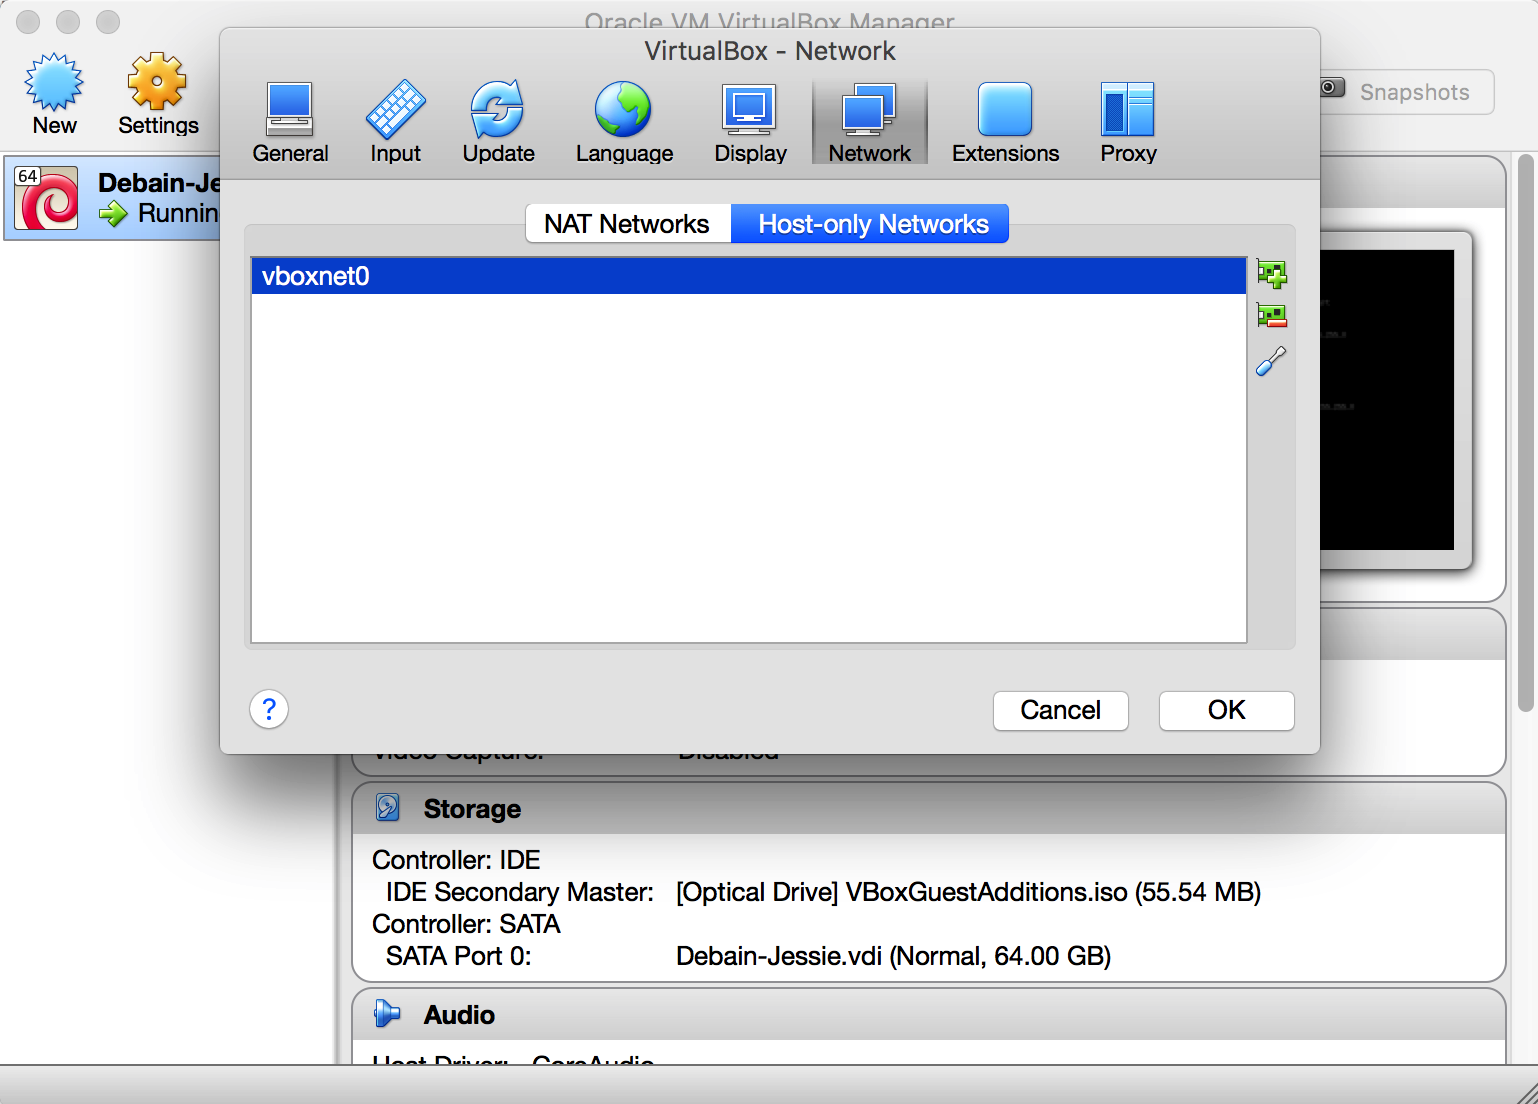 Oracle VM VirtualBox Manager
VirtualBox - Network
New
Settings
General
Input
Update
Language
Display
Network
Extensions
Proxy
Snapshots
64
Debain-Je
Runnin
NAT Networks
Host-only Networks
vboxnet0
?
Cancel
OK
Video Capture:
Disabled
Storage
Controller: IDE
IDE Secondary Master: [Optical Drive] VBoxGuestAdditions.iso (55.54 MB)
Controller: SATA
SATA Port 0: Debain-Jessie.vdi (Normal, 64.00 GB)
Audio
Host Driver: CoreAudio